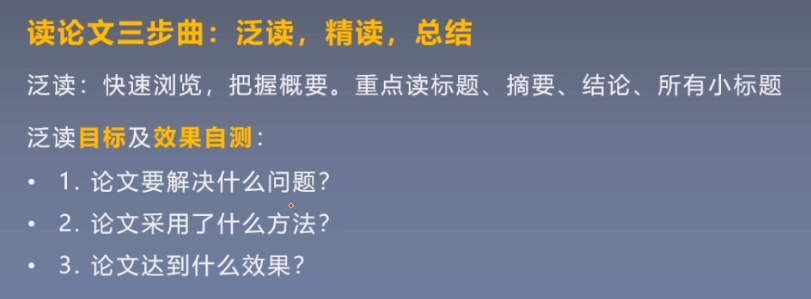 读论文三步曲：泛读，精读，总结
泛读：快速浏览，把握概要。重点读标题、摘要、结论、所有小标题
泛读目标及效果自测：
• 1. 论文要解决什么问题？
• 2. 论文采用了什么方法？
• 3. 论文达到什么效果？